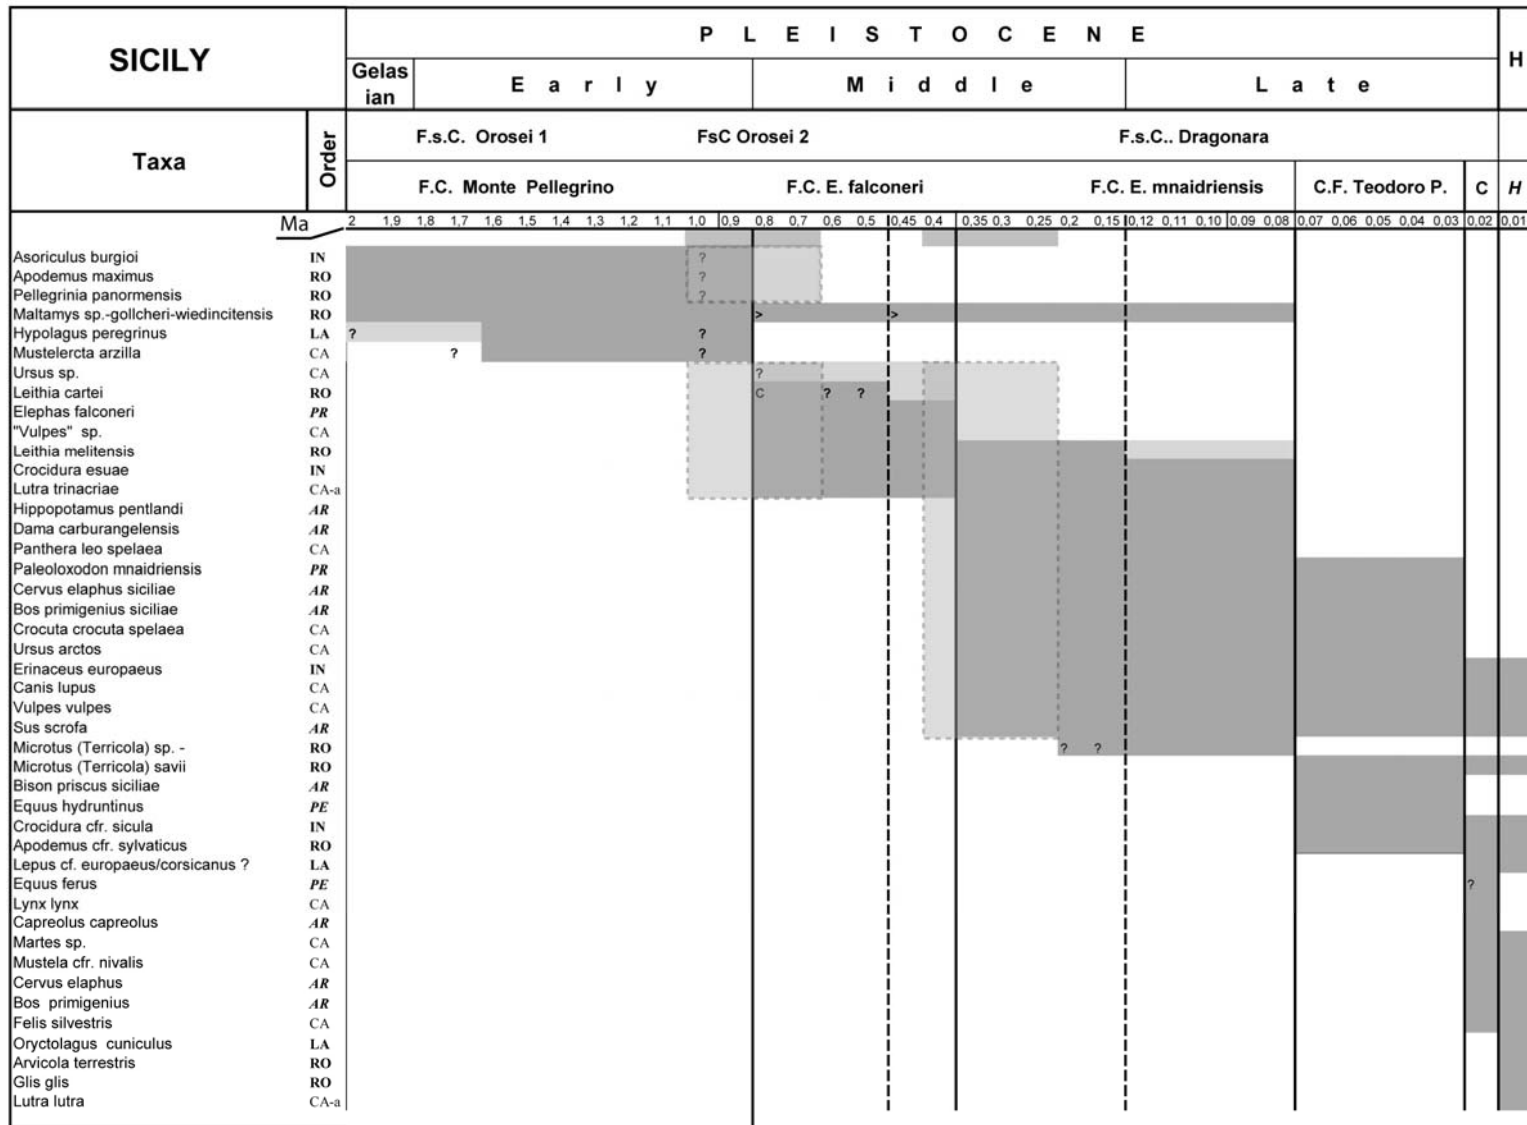 SICILY
P L E I S T O C E N E
H
Gelas
ian
E a r l y
M i d d l e
L a t e
Taxa
Order
F.s.C. Orosei 1
FsC Orosei 2
F.s.C.. Dragonara
F.C. Monte Pellegrino
F.C. E. falconeri
F.C. E. mnaidriensis
C.F. Teodoro P.
C
H
Ma 2 1,9 1,8 1,7 1,6 1,5 1,4 1,3 1,2 1,1 1,0 0,9 0,8 0,7 0,6 0,5 0,45 0,4 0,35 0,3 0,25 0,2 0,15 0,12 0,11 0,10 0,09 0,08 0,07 0,06 0,05 0,04 0,03 0,02 0,01
Asoriculus burgioi IN ?
Apodemus maximus RO ?
Pellegrinia panormensis RO ?
Maltamys sp.-gollcheri-wiedincitensis RO > >
Hypolagus peregrinus LA ? ?
Mustelercta arzilla CA ? ?
Ursus sp. CA ?
Leithia cartei RO C ? ?
Elephas falconeri PR
"Vulpes" sp. CA
Leithia melitensis RO
Crocidura esuae IN
Lutra trinacriae CA-a
Hippopotamus pentlandi AR
Dama carburangelensis AR
Panthera leo spelaea CA
Paleoloxodon mnaidriensis PR
Cervus elaphus siciliae AR
Bos primigenius siciliae AR
Crocuta crocuta spelaea CA
Ursus arctos CA
Erinaceus europaeus IN
Canis lupus CA
Vulpes vulpes CA
Sus scrofa AR
Microtus (Terricola) sp. - RO ? ?
Microtus (Terricola) savii RO
Bison priscus siciliae AR
Equus hydruntinus PE
Crocidura cfr. sicula IN
Apodemus cfr. sylvaticus RO
Lepus cf. europaeus/corsicanus ? LA
Equus ferus PE ?
Lynx lynx CA
Capreolus capreolus AR
Martes sp. CA
Mustela cfr. nivalis CA
Cervus elaphus AR
Bos primigenius AR
Felis silvestris CA
Oryctolagus cuniculus LA
Arvicola terrestris RO
Glis glis RO
Lutra lutra CA-a